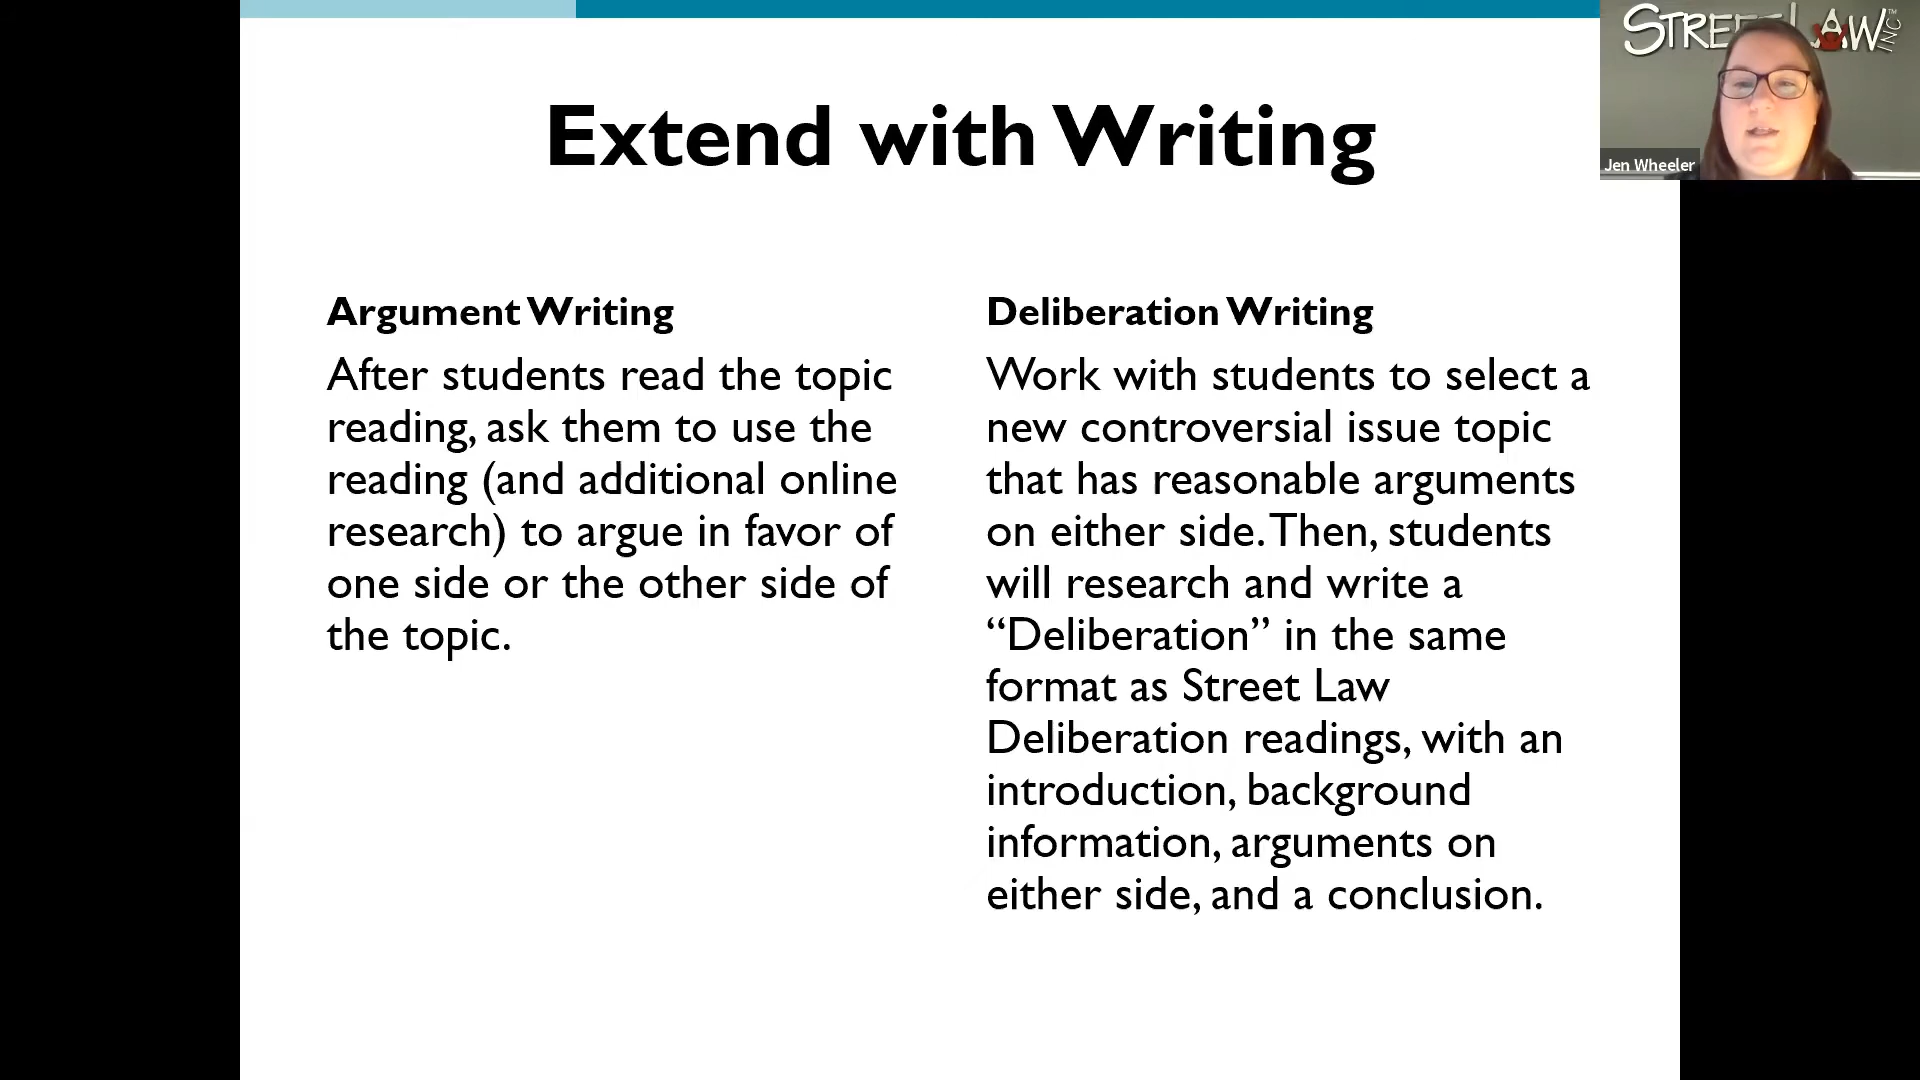 STREET LAW INC
Jen Wheeler
Extend with Writing
Argument Writing
After students read the topic
reading, ask them to use the
reading (and additional online
research) to argue in favor of
one side or the other side of
the topic.
Deliberation Writing
Work with students to select a
new controversial issue topic
that has reasonable arguments
on either side. Then, students
will research and write a
“Deliberation” in the same
format as Street Law
Deliberation readings, with an
introduction, background
information, arguments on
either side, and a conclusion.